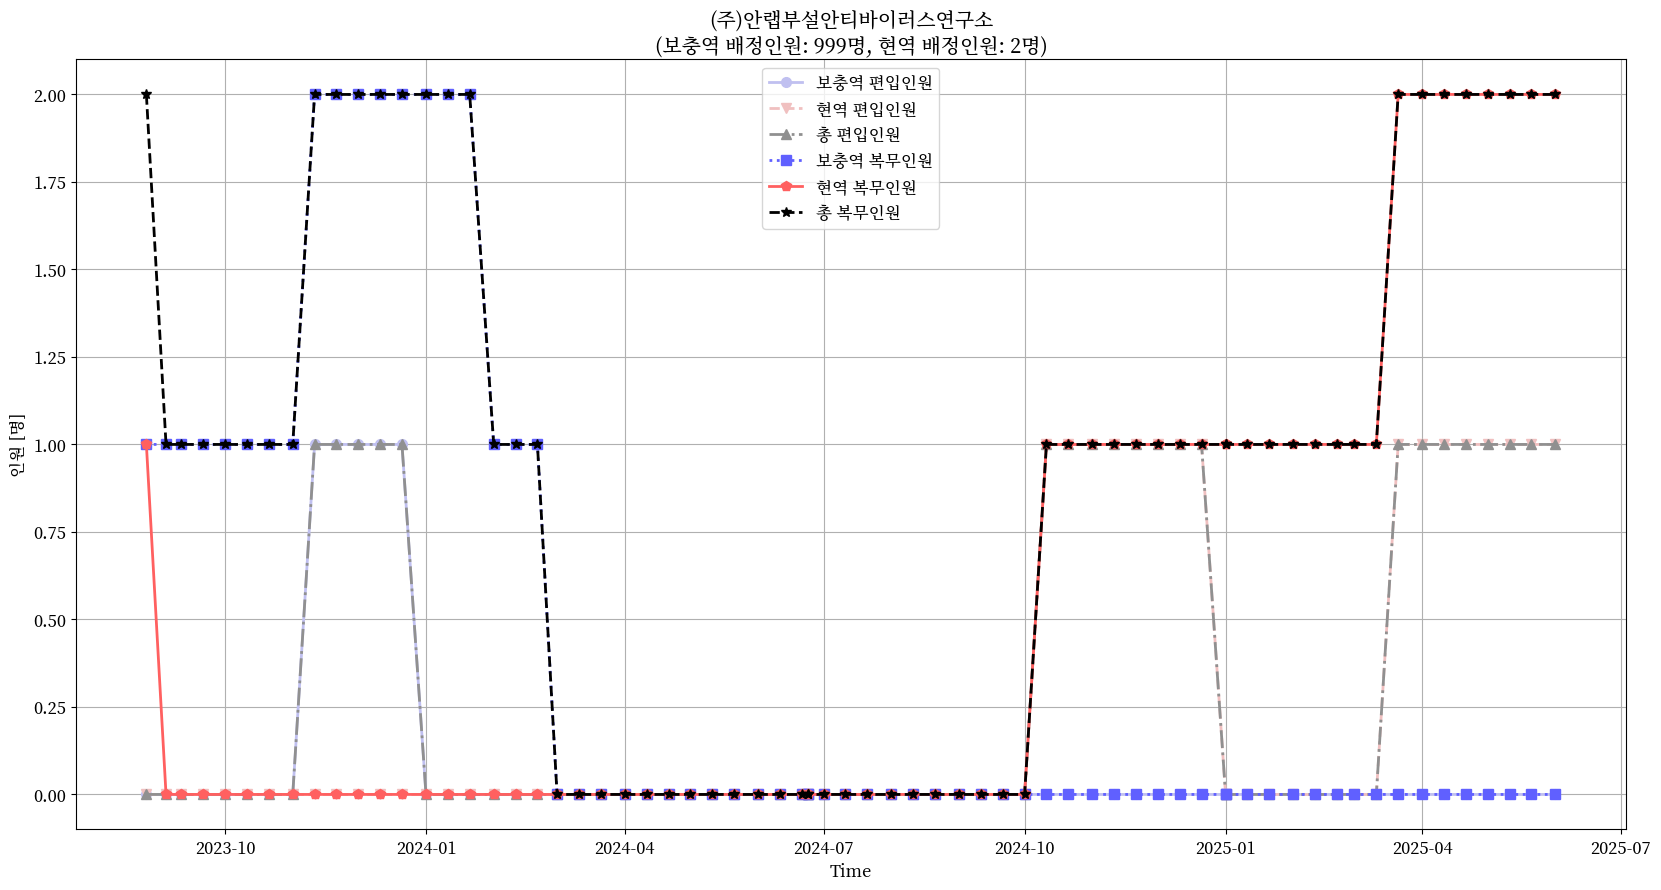 (주)안랩부설안티바이러스연구소
(보충역 배정인원: 999명, 현역 배정인원: 2명)
보충역 편입인원
현역 편입인원
총 편입인원
보충역 복무인원
현역 복무인원
총 복무인원
2.00
1.75
1.50
1.25
1.00
0.75
0.50
0.25
0.00
인원 [명]
2023-10
2024-01
2024-04
2024-07
2024-10
2025-01
2025-04
2025-07
Time